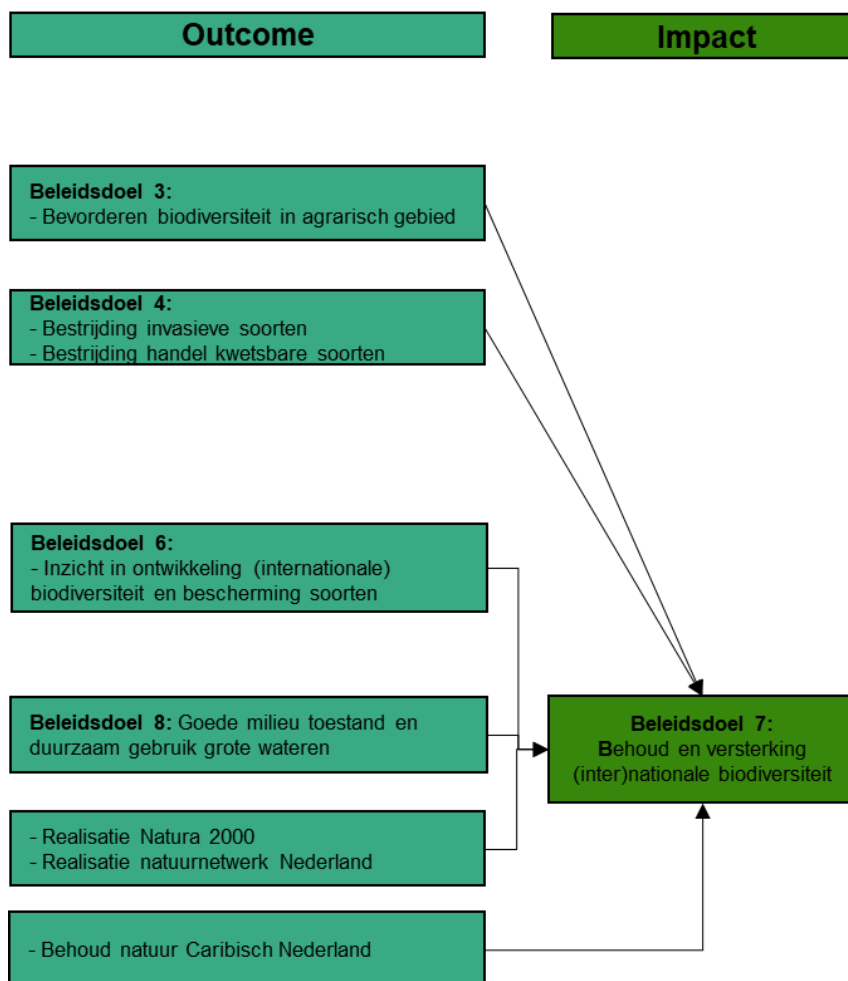 Outcome
Impact
Beleidsdoel 3:
- Bevorderen biodiversiteit in agrarisch gebied
Beleidsdoel 4:
- Bestrijding invasieve soorten
- Bestrijding handel kwetsbare soorten
Beleidsdoel 6:
- Inzicht in ontwikkeling (internationale)
biodiversiteit en bescherming soorten
Beleidsdoel 8: Goede milieu toestand en
duurzaam gebruik grote wateren
Beleidsdoel 7:
Behoud en versterking
(inter)nationale biodiversiteit
- Realisatie Natura 2000
- Realisatie natuurnetwerk Nederland
- Behoud natuur Caribisch Nederland